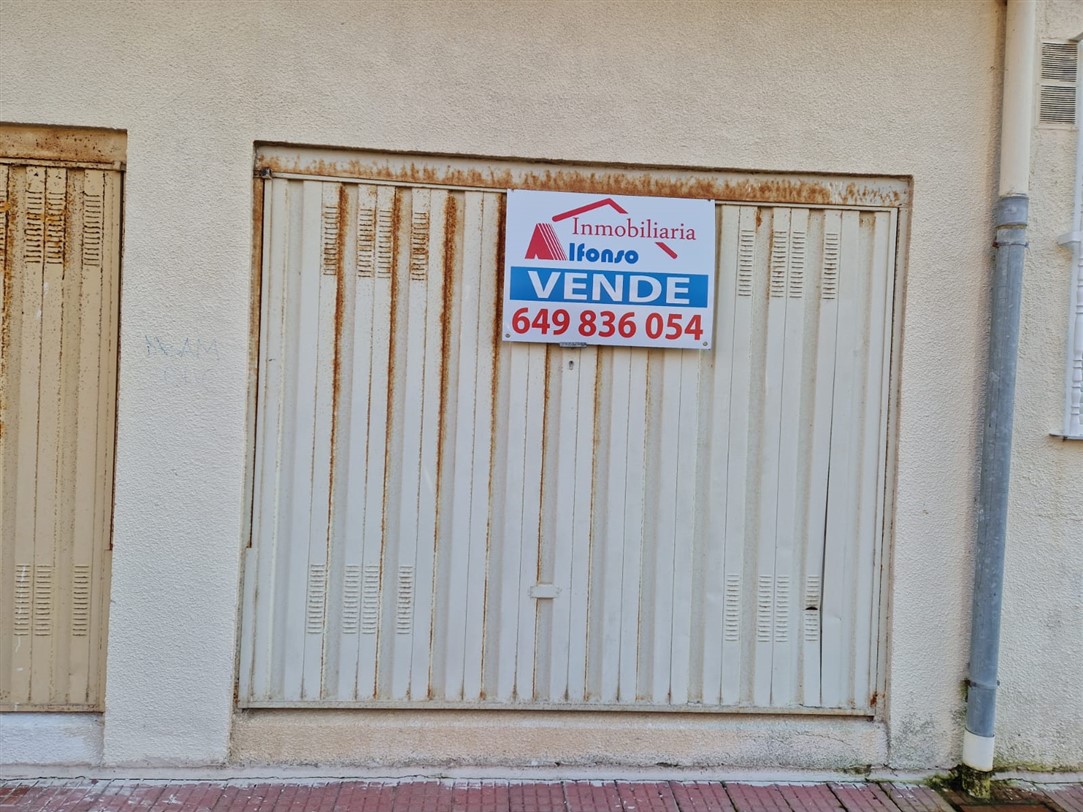 Inmobiliaria
Alfonso
VENDE
649 836 054